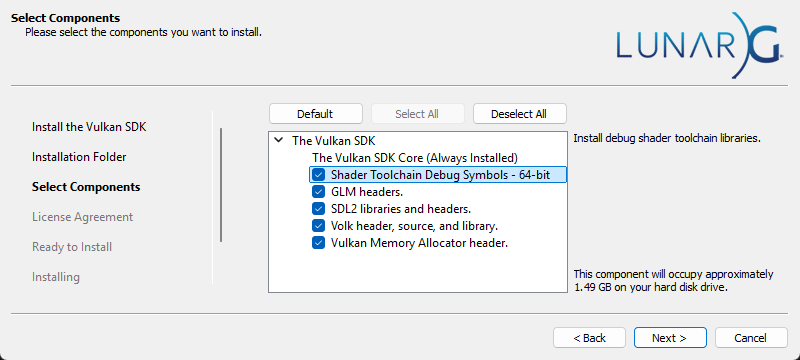 Select Components
Please select the components you want to install.
LUNAR)G
Install the Vulkan SDK
Installation Folder
Select Components
License Agreement
Ready to Install
Installing
Default
Select All
Deselect All
The Vulkan SDK
The Vulkan SDK Core (Always Installed)
Shader Toolchain Debug Symbols - 64-bit
GLM headers.
SDL2 libraries and headers.
Volk header, source, and library.
Vulkan Memory Allocator header.
Install debug shader toolchain libraries.
This component will occupy approximately
1.49 GB on your hard disk drive.
< Back
Next >
Cancel